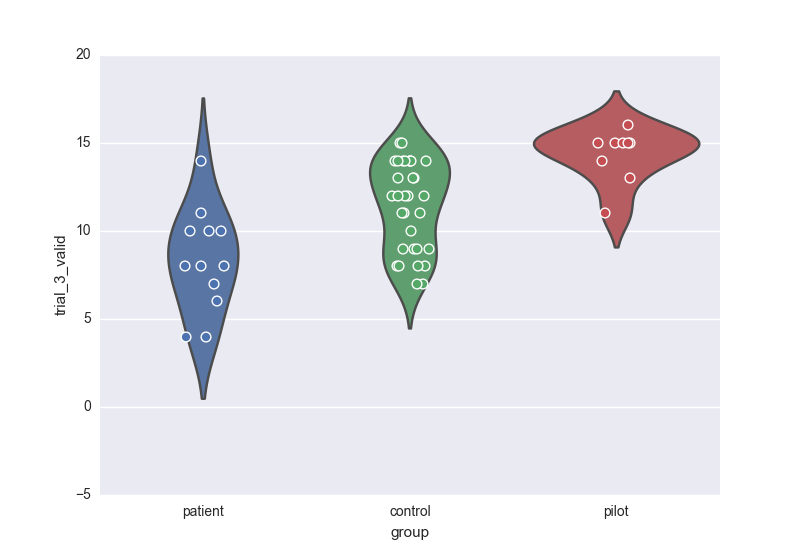 20
15
10
5
0
−5
trial_3_valid
patient
control
pilot
group